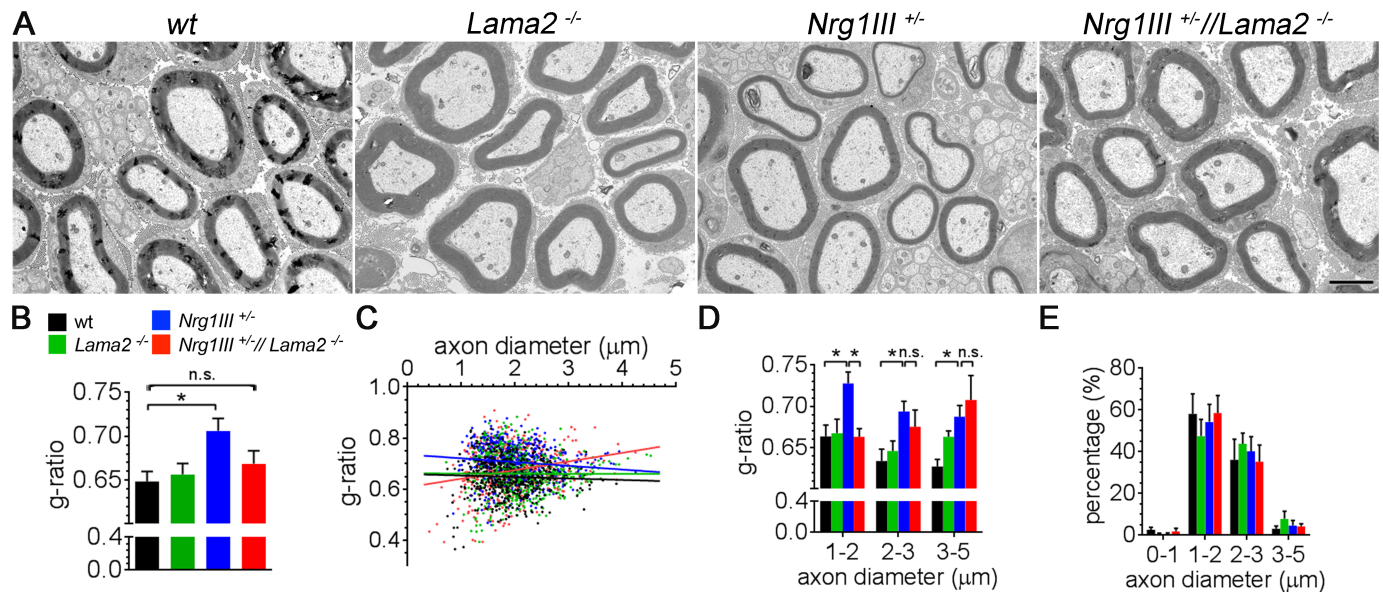 A wt Lama2 -/- Nrg1III +/- Nrg1III +/-//Lama2 -/-
B
wt Nrg1III +/-
Lama2 -/- Nrg1III +/-// Lama2 -/-
n.s.
*
0.75
0.70
0.65
0.4
0.0
g-ratio
C
axon diameter (μm)
0 1 2 3 4 5
1.0
0.8
0.6
0.4
g-ratio
D
* * * n.s. * n.s.
0.75
0.70
0.65
0.4
0.0
g-ratio
1-2 2-3 3-5
axon diameter (μm)
E
80
60
40
20
0
percentage (%)
0-1 1-2 2-3 3-5
axon diameter (μm)